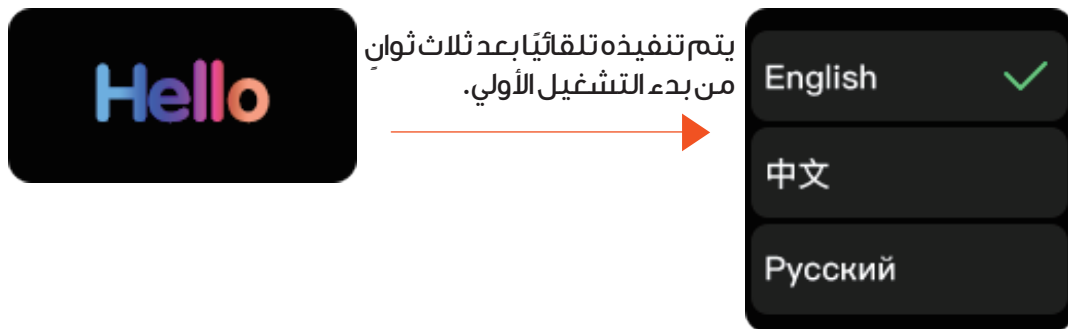 Hello
يتم تنفيذه تلقائيًا بعد ثلاث ثوانٍ
من بدء التشغيل الأولي.
English
中文
Русский